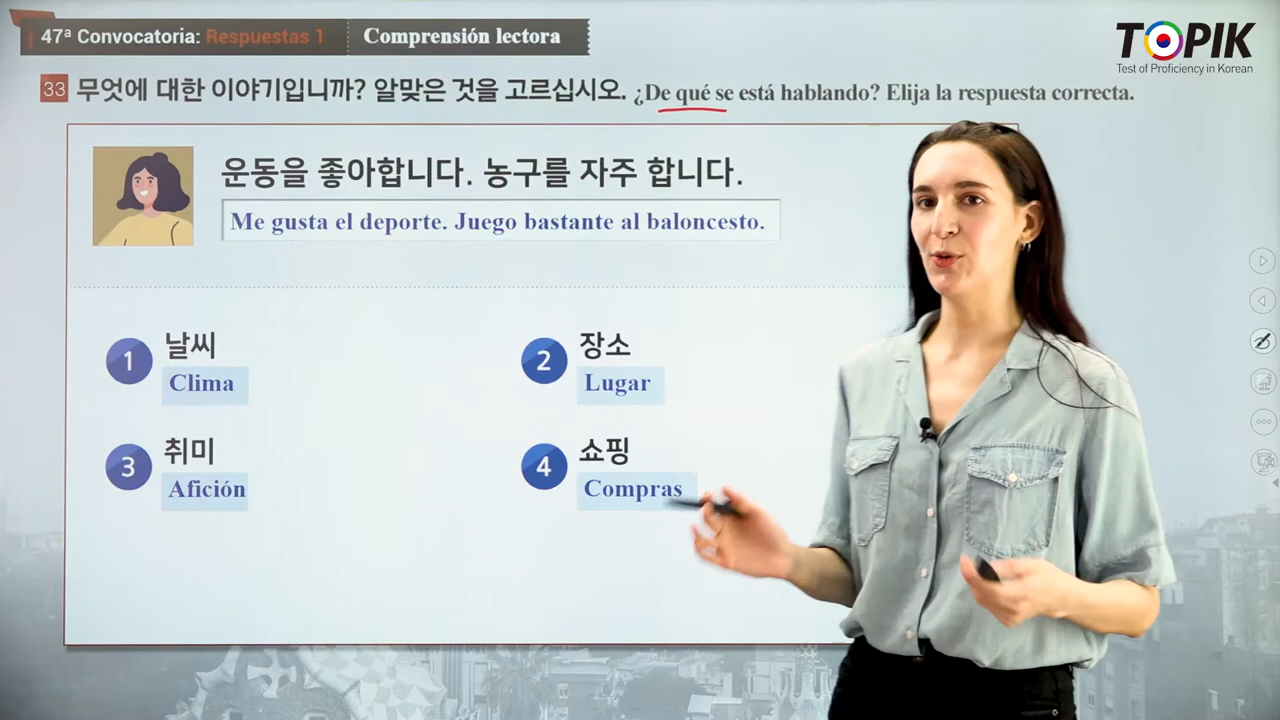 47ª Convocatoria: Respuestas 1 Comprensión lectora
TOPIK
Test of Proficiency in Korean
33 무엇에 대한 이야기입니까? 알맞은 것을 고르십시오. ¿De qué se está hablando? Elija la respuesta correcta.
운동을 좋아합니다. 농구를 자주 합니다.
Me gusta el deporte. Juego bastante al baloncesto.
1 날씨
Clima
2 장소
Lugar
3 취미
Afición
4 쇼핑
Compras